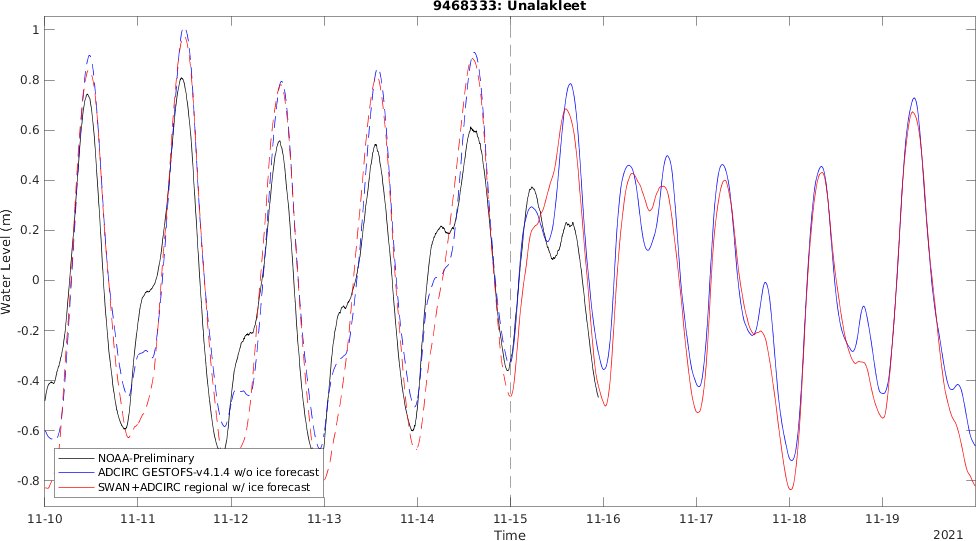 9468333: Unalakleet
Water Level (m)
1
0.8
0.6
0.4
0.2
0
-0.2
-0.4
-0.6
-0.8
NOAA-Preliminary
ADCIRC GESTOFS-v4.1.4 w/o ice forecast
SWAN+ADCIRC regional w/ ice forecast
11-10 11-11 11-12 11-13 11-14 11-15 11-16 11-17 11-18 11-19
Time
2021